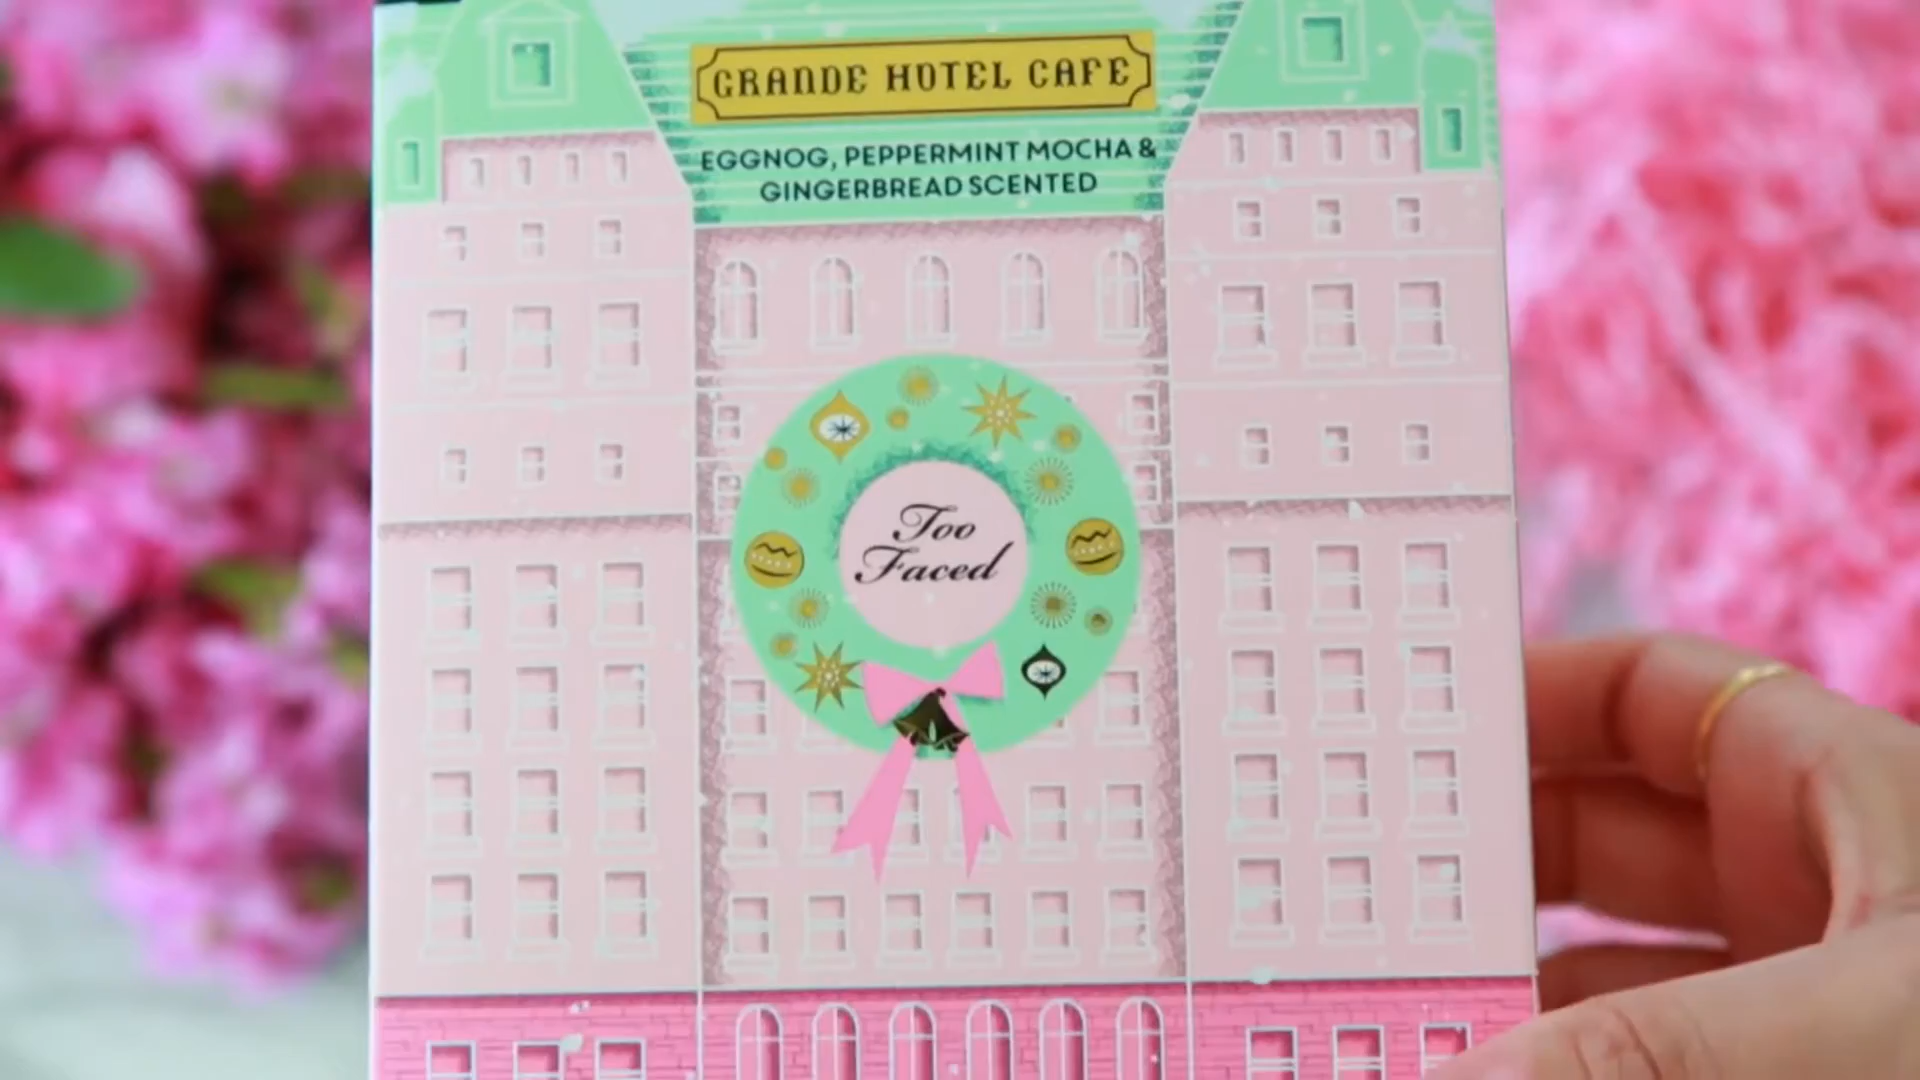 GRANDE HOTEL CAFE
EGGNOG, PEPPERMINT MOCHA &
GINGERBREAD SCENTED
Too
Faced